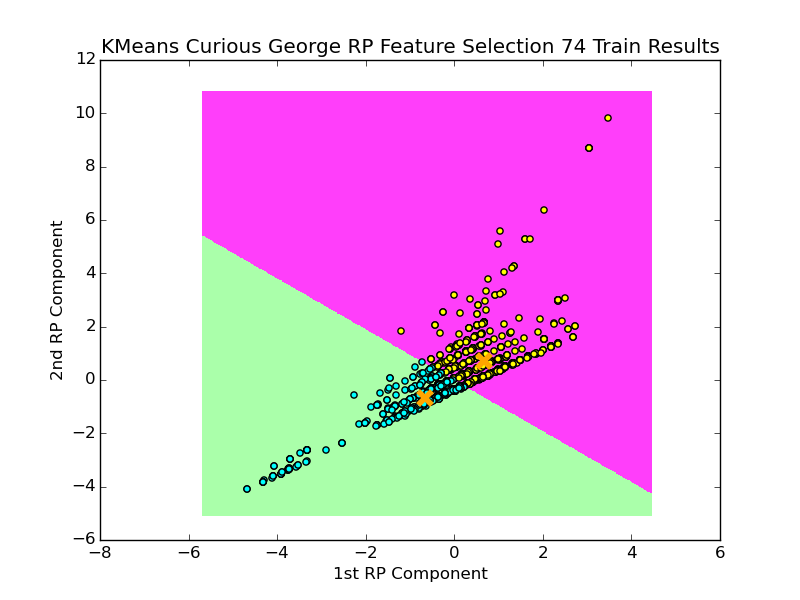 KMeans Curious George RP Feature Selection 74 Train Results
12
10
8
6
4
2
0
−2
−4
−6
2nd RP Component
−8 −6 −4 −2 0 2 4 6
1st RP Component